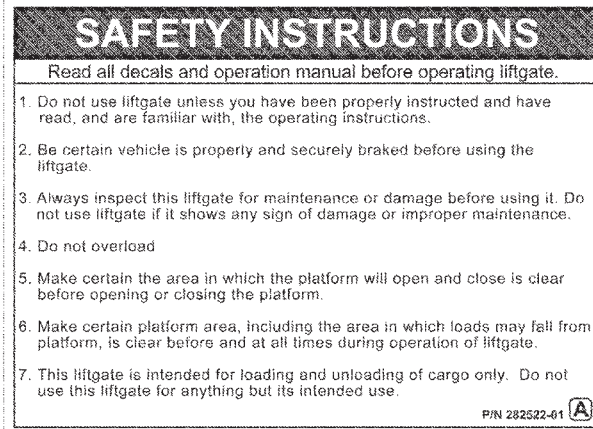 SAFETY INSTRUCTIONS
Read all decals and operation manual before operating liftgate.
1. Do not use liftgate unless you have been properly instructed and have
read, and are familiar with, the operating instructions.
2. Be certain vehicle is properly and securely braked before using the
liftgate.
3. Always inspect this liftgate for maintenance or damage before using it. Do
not use liftgate if it shows any sign of damage or improper maintenance.
4. Do not overload
5. Make certain the area in which the platform will open and close is clear
before opening or closing the platform.
6. Make certain platform area, including the area in which loads may fall from
platform, is clear before and at all times during operation of liftgate.
7. This liftgate is intended for loading and unloading of cargo only. Do not
use this liftgate for anything but its intended use.
P/N 282522-01 A